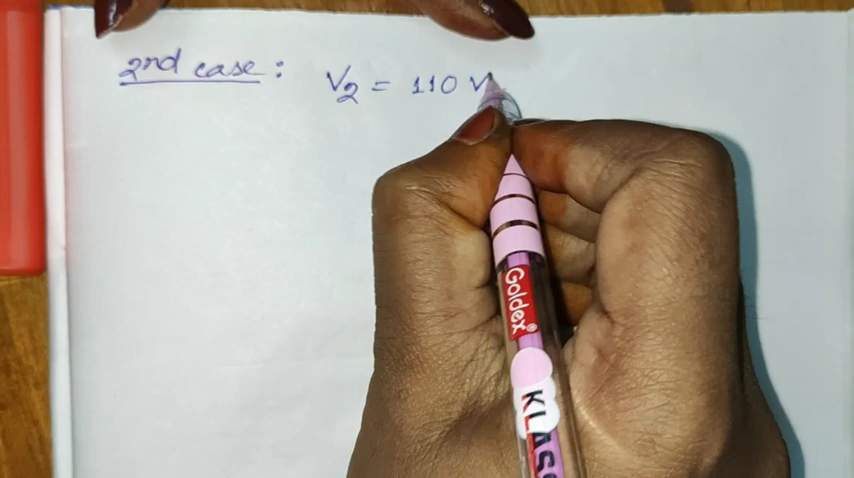 2nd case : V₂ = 110 V
Goldex®
KLAS